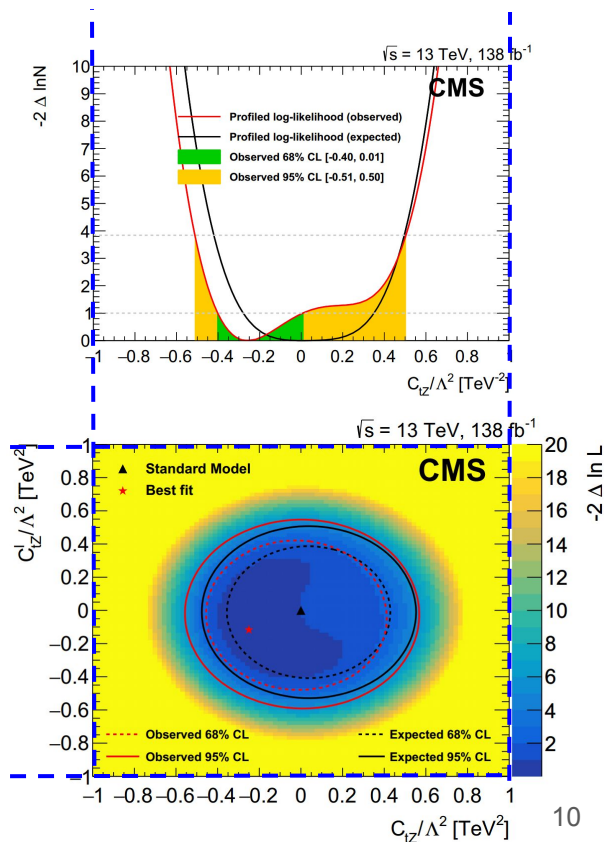 √s = 13 TeV, 138 fb⁻¹
CMS
-2 Δ lnN
10
9
8
7
6
5
4
3
2
1
0
Profiled log-likelihood (observed)
Profiled log-likelihood (expected)
Observed 68% CL [-0.40, 0.01]
Observed 95% CL [-0.51, 0.50]
−1 −0.8 −0.6 −0.4 −0.2 0 0.2 0.4 0.6 0.8 1
C_tZ/Λ² [TeV⁻²]
√s = 13 TeV, 138 fb⁻¹
C^I_tZ/Λ² [TeV²]
1
0.8
0.6
0.4
0.2
0
−0.2
−0.4
−0.6
−0.8
−1
Standard Model
Best fit
CMS
Observed 68% CL Expected 68% CL
Observed 95% CL Expected 95% CL
20
18
16
14
12
10
8
6
4
2
-2 Δ ln L
−1 −0.8 −0.6 −0.4 −0.2 0 0.2 0.4 0.6 0.8 1
C_tZ/Λ² [TeV²]
10